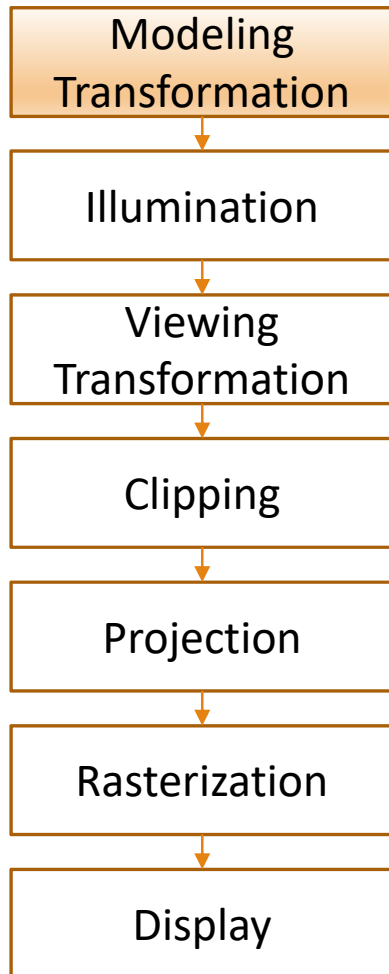 Modeling
Transformation
Illumination
Viewing
Transformation
Clipping
Projection
Rasterization
Display